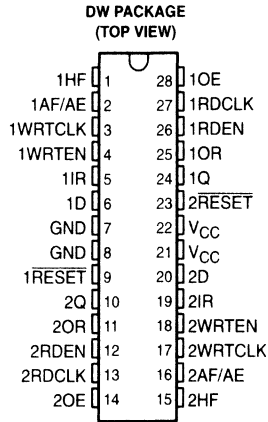 DW PACKAGE
(TOP VIEW)
1HF 1 28 1OE
1AF/AE 2 27 1RDCLK
1WRTCLK 3 26 1RDEN
1WRTEN 4 25 1OR
1IR 5 24 1Q
1D 6 23 2RESET
GND 7 22 VCC
GND 8 21 VCC
1RESET 9 20 2D
2Q 10 19 2IR
2OR 11 18 2WRTEN
2RDEN 12 17 2WRTCLK
2RDCLK 13 16 2AF/AE
2OE 14 15 2HF